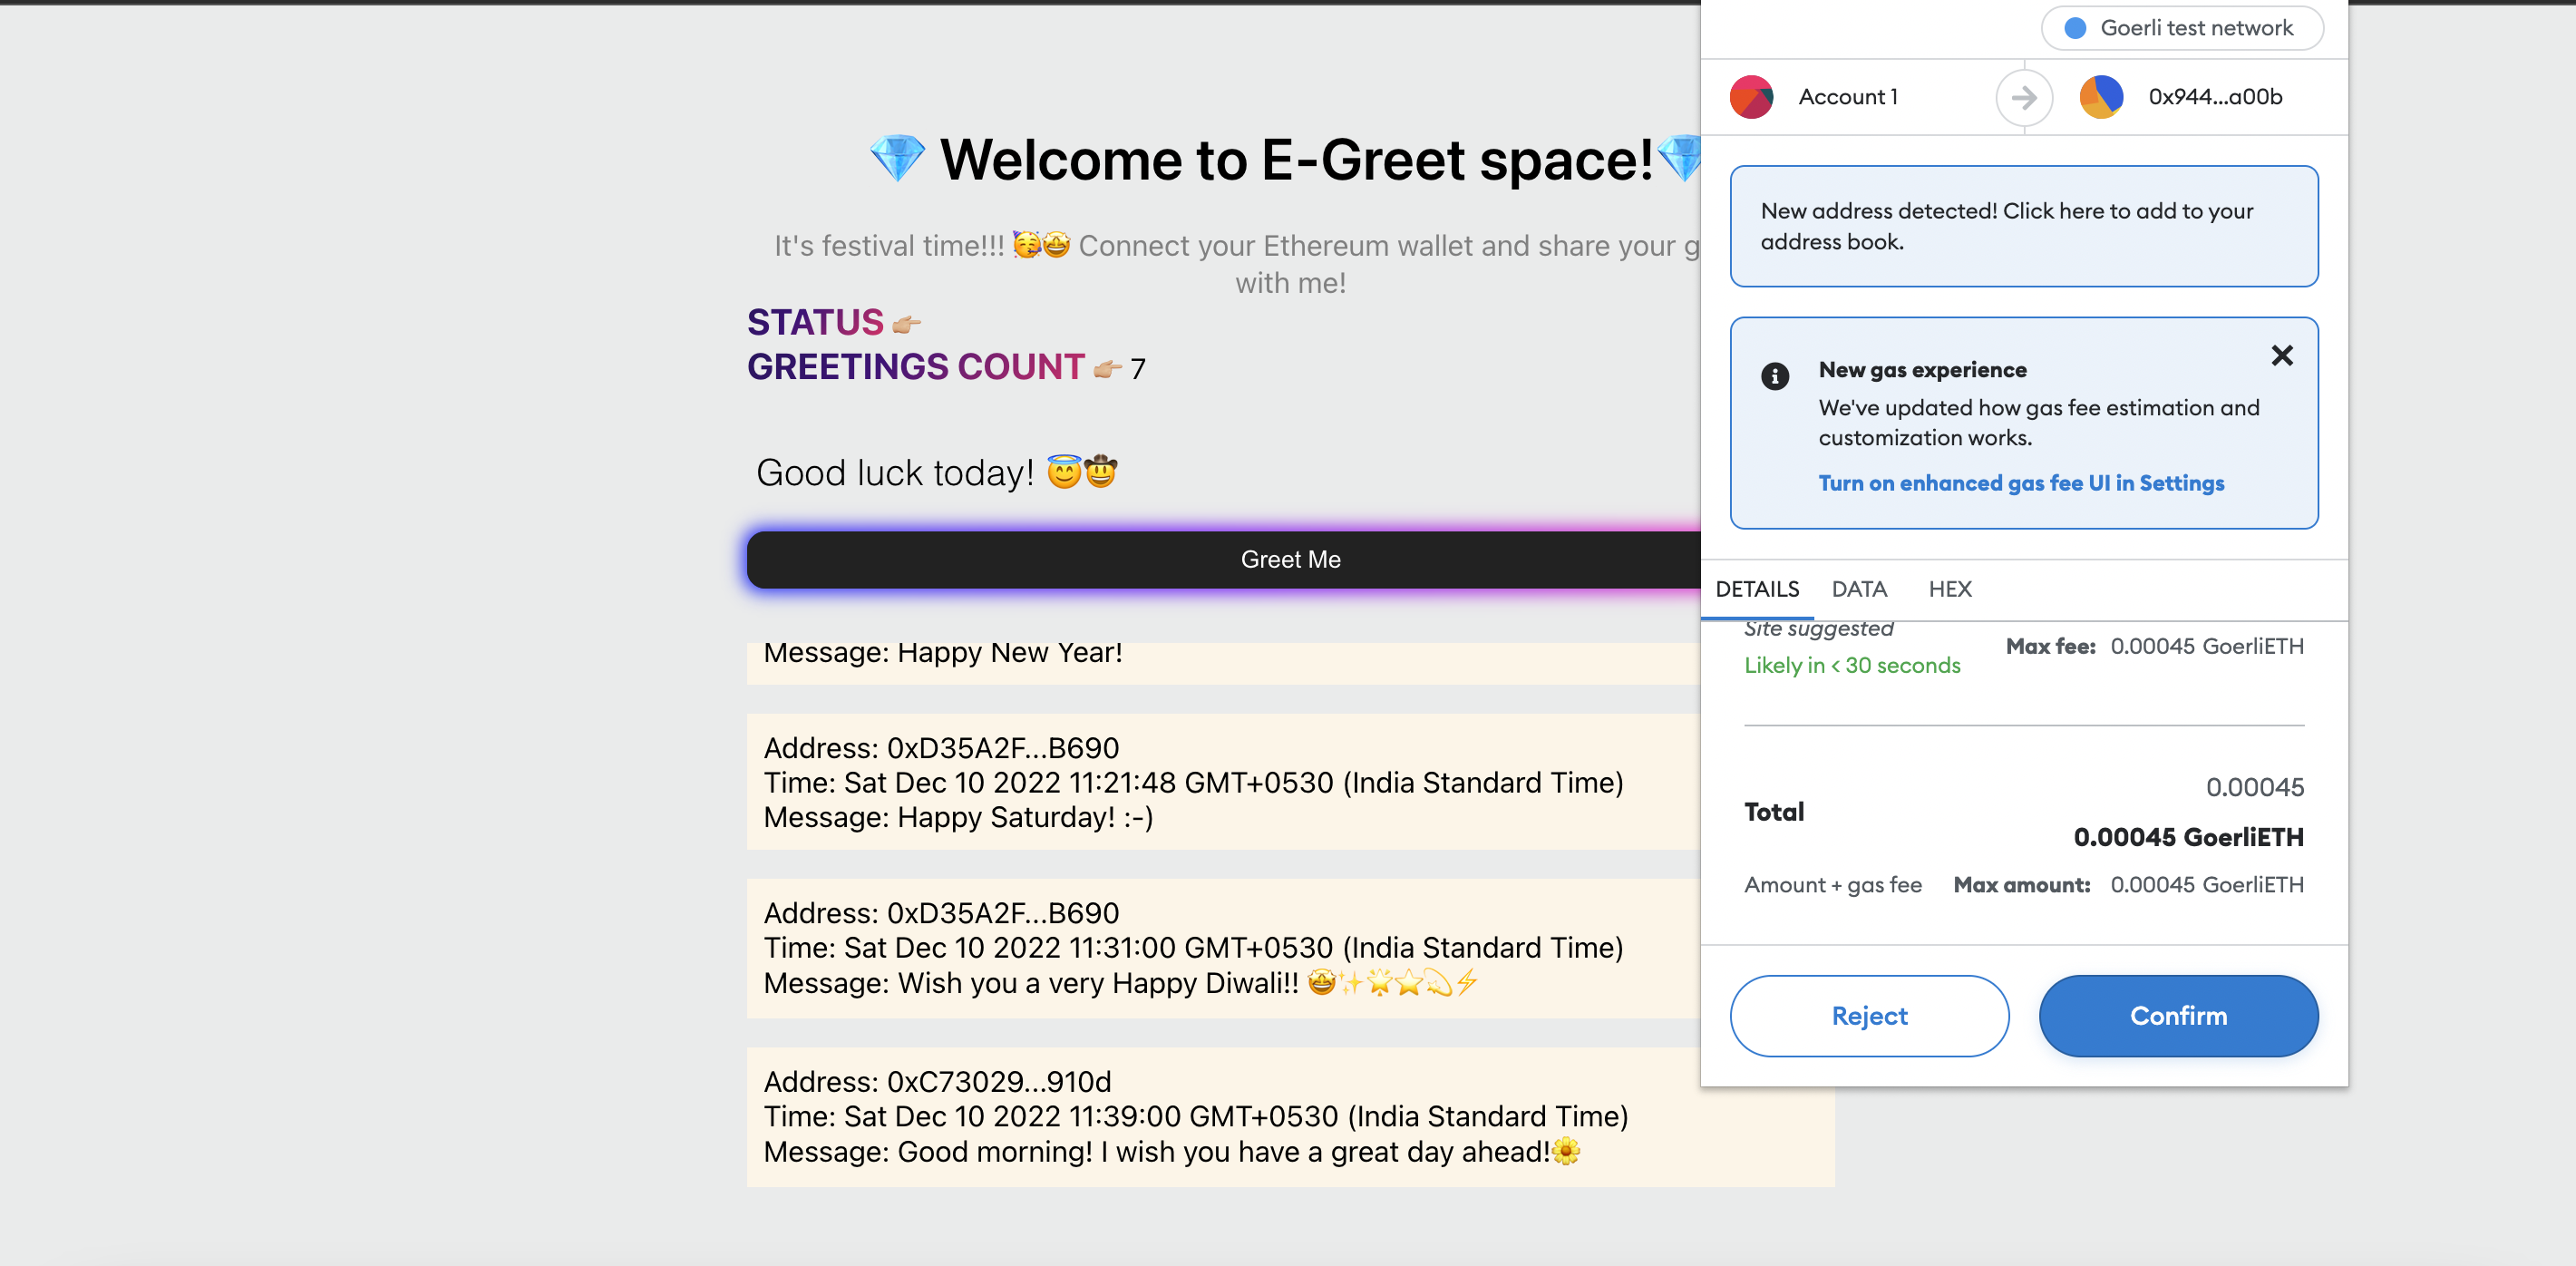 💎 Welcome to E-Greet space!💎
It's festival time!!! 🥳🤩 Connect your Ethereum wallet and share your g
with me!
STATUS 👉🏼
GREETINGS COUNT 👉🏼 7
Good luck today! 😇🤠
Greet Me
Message: Happy New Year!
Address: 0xD35A2F...B690
Time: Sat Dec 10 2022 11:21:48 GMT+0530 (India Standard Time)
Message: Happy Saturday! :-)
Address: 0xD35A2F...B690
Time: Sat Dec 10 2022 11:31:00 GMT+0530 (India Standard Time)
Message: Wish you a very Happy Diwali!! 🤩✨🌟⭐💫⚡
Address: 0xC73029...910d
Time: Sat Dec 10 2022 11:39:00 GMT+0530 (India Standard Time)
Message: Good morning! I wish you have a great day ahead!🌼
Goerli test network
Account 1
0x944...a00b
New address detected! Click here to add to your
address book.
New gas experience
We've updated how gas fee estimation and
customization works.
Turn on enhanced gas fee UI in Settings
DETAILS DATA HEX
Site suggested
Likely in < 30 seconds
Max fee: 0.00045 GoerliETH
0.00045
Total
0.00045 GoerliETH
Amount + gas fee Max amount: 0.00045 GoerliETH
Reject
Confirm